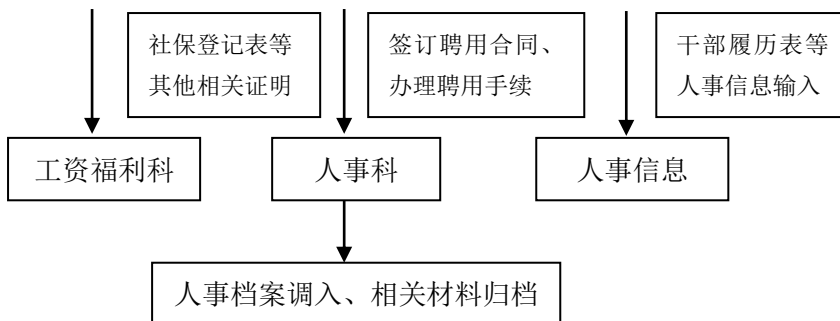 社保登记表等
其他相关证明
签订聘用合同、
办理聘用手续
干部履历表等
人事信息输入
工资福利科
人事科
人事信息
人事档案调入、相关材料归档